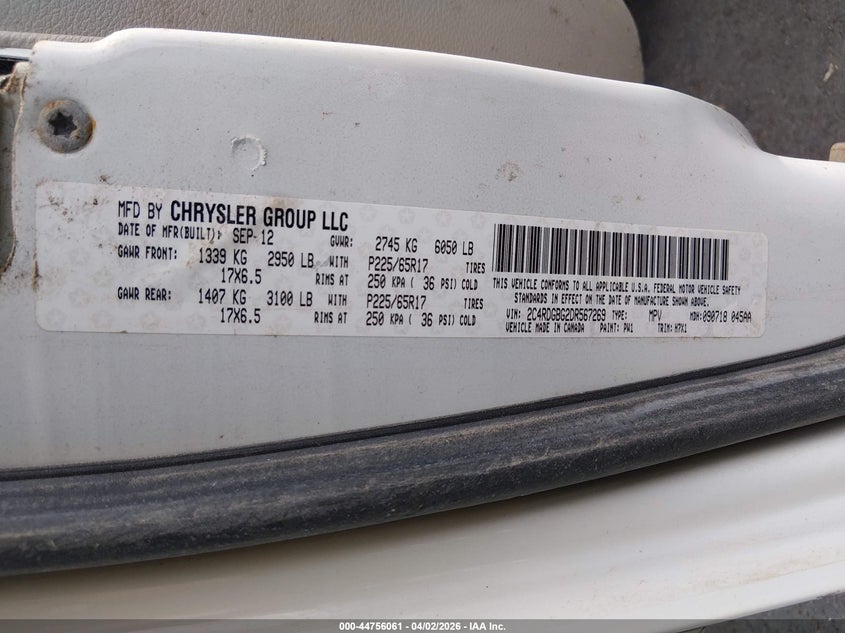 MFD BY CHRYSLER GROUP LLC
DATE OF MFR(BUILT): SEP-12 GVWR: 2745 KG 6050 LB
GAWR FRONT: 1339 KG 2950 LB WITH P225/65R17 TIRES
17X6.5 RIMS AT 250 KPA ( 36 PSI) COLD
GAWR REAR: 1407 KG 3100 LB WITH P225/65R17 TIRES
17X6.5 RIMS AT 250 KPA ( 36 PSI) COLD
THIS VEHICLE CONFORMS TO ALL APPLICABLE U.S.A. FEDERAL MOTOR VEHICLE SAFETY
STANDARDS IN EFFECT ON THE DATE OF MANUFACTURE SHOWN ABOVE.
VIN: 2C4RDGBG2DR567269 TYPE: MPV MDH:090718 045AA
VEHICLE MADE IN CANADA PAINT: PW1 TRIM: H7X1
000-44756061 - 04/02/2026 - IAA Inc.